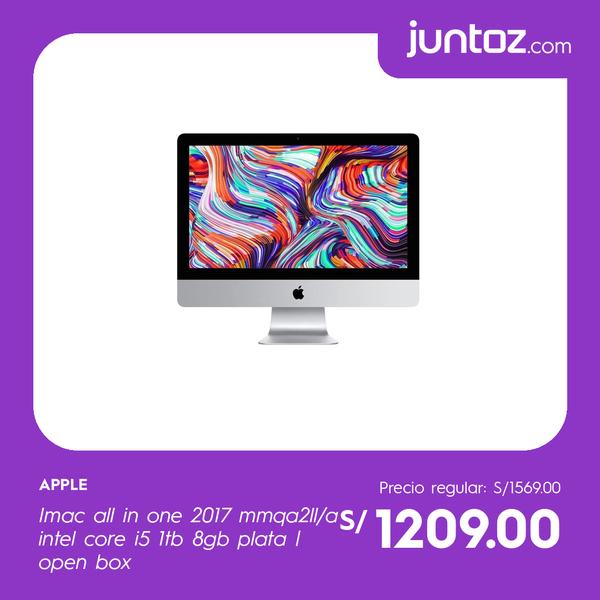 juntoz.com
APPLE
Imac all in one 2017 mmqa2ll/a
intel core i5 1tb 8gb plata |
open box
Precio regular: S/1569.00
S/ 1209.00